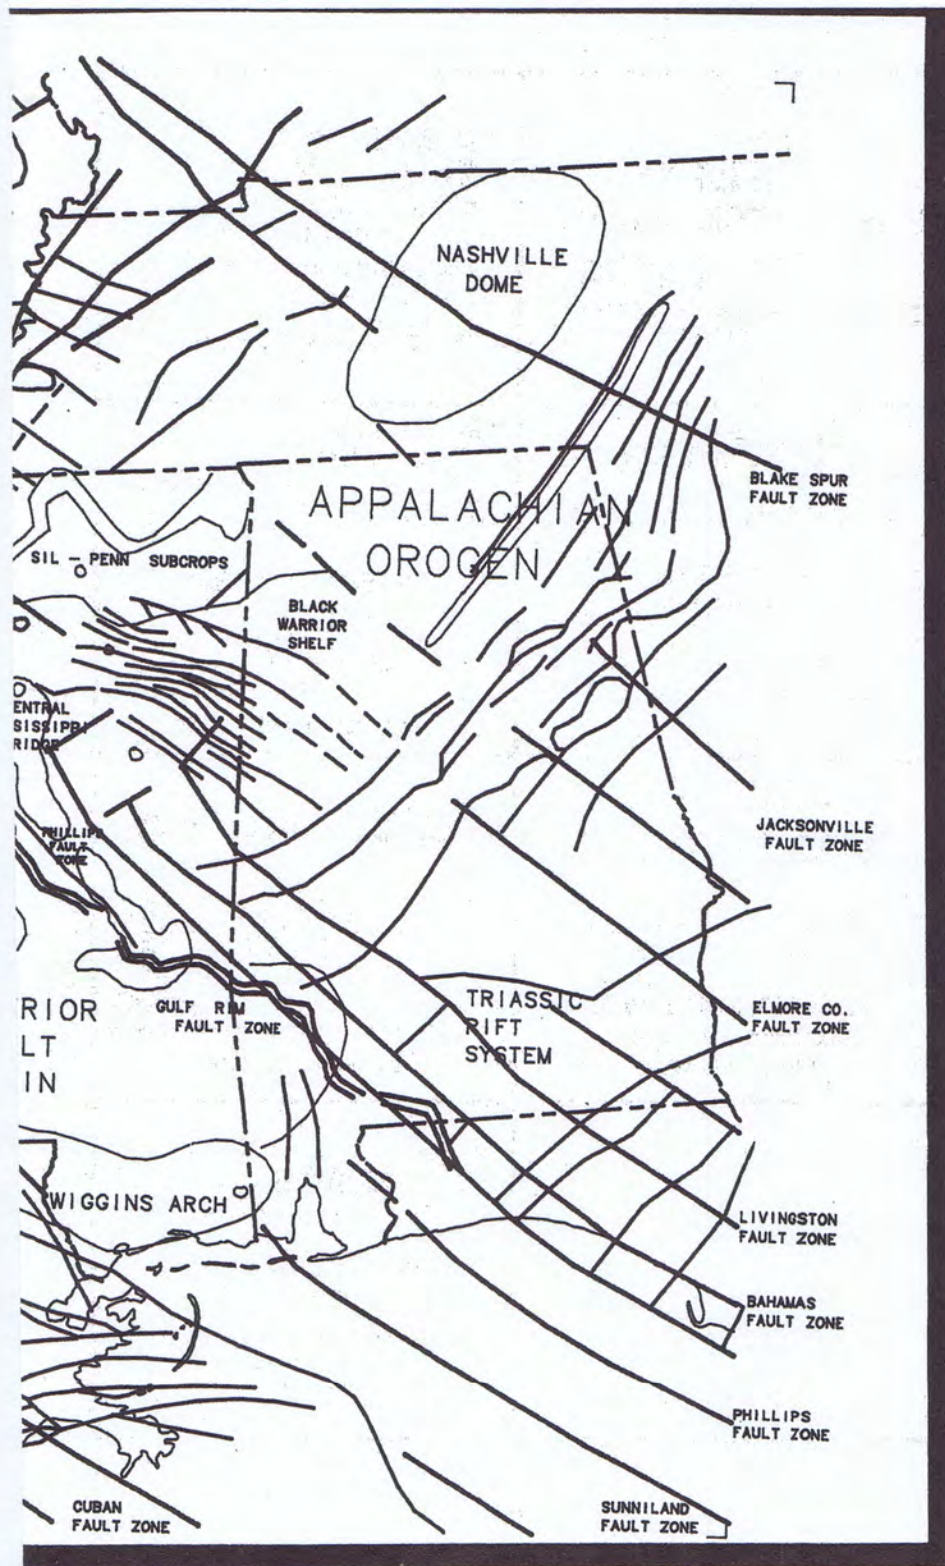 NASHVILLE
DOME
BLAKE SPUR
FAULT ZONE
APPALACHIAN
OROGEN
SIL - PENN SUBCROPS
BLACK
WARRIOR
SHELF
ENTRAL
SISSIPPI
RIDGE
PHILLIPS
FAULT
ZONE
JACKSONVILLE
FAULT ZONE
RIOR
LT
IN
GULF RIM
FAULT ZONE
TRIASSIC
RIFT
SYSTEM
ELMORE CO.
FAULT ZONE
WIGGINS ARCH
LIVINGSTON
FAULT ZONE
BAHAMAS
FAULT ZONE
PHILLIPS
FAULT ZONE
CUBAN
FAULT ZONE
SUNNILAND
FAULT ZONE